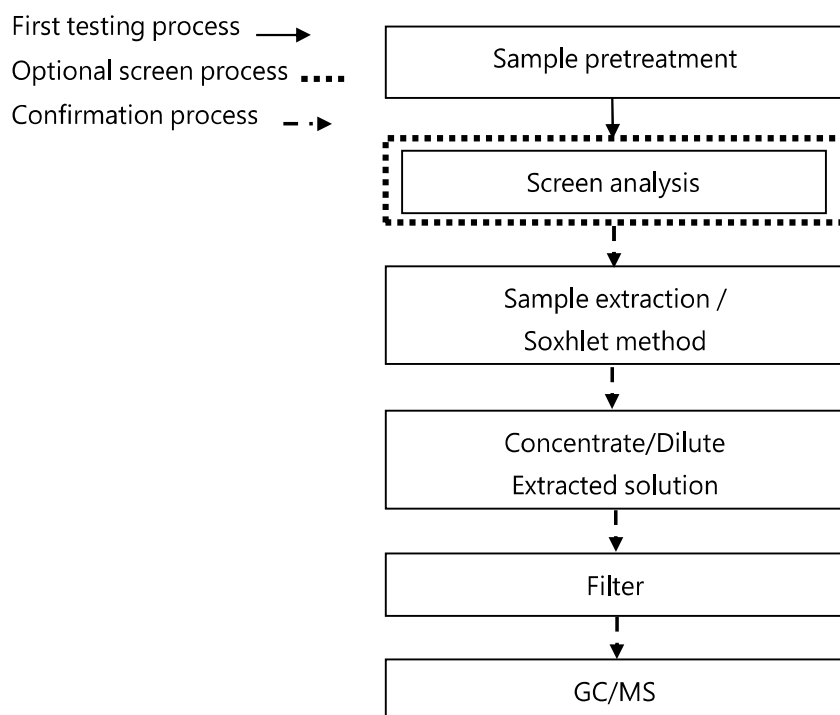 First testing process
Optional screen process
Confirmation process
Sample pretreatment
Screen analysis
Sample extraction /
Soxhlet method
Concentrate/Dilute
Extracted solution
Filter
GC/MS